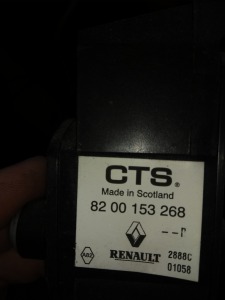 CTS®
Made in Scotland
82 00 153 268
RENAULT 2888C
01058